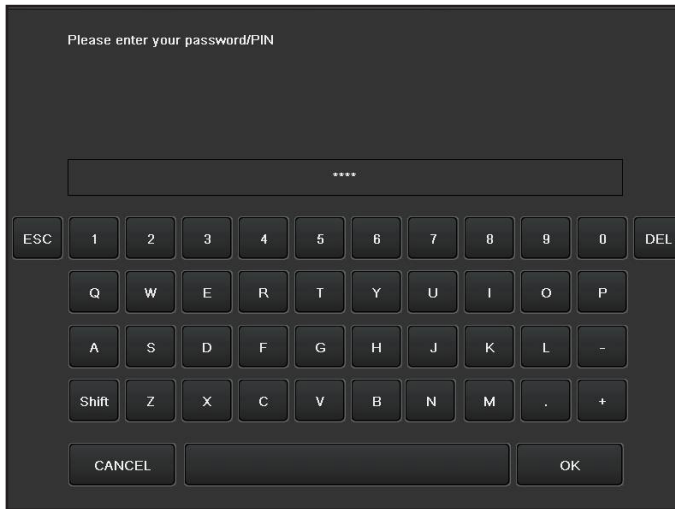 Please enter your password/PIN
****
ESC 1 2 3 4 5 6 7 8 9 0 DEL
Q W E R T Y U I O P
A S D F G H J K L -
Shift Z X C V B N M . +
CANCEL OK